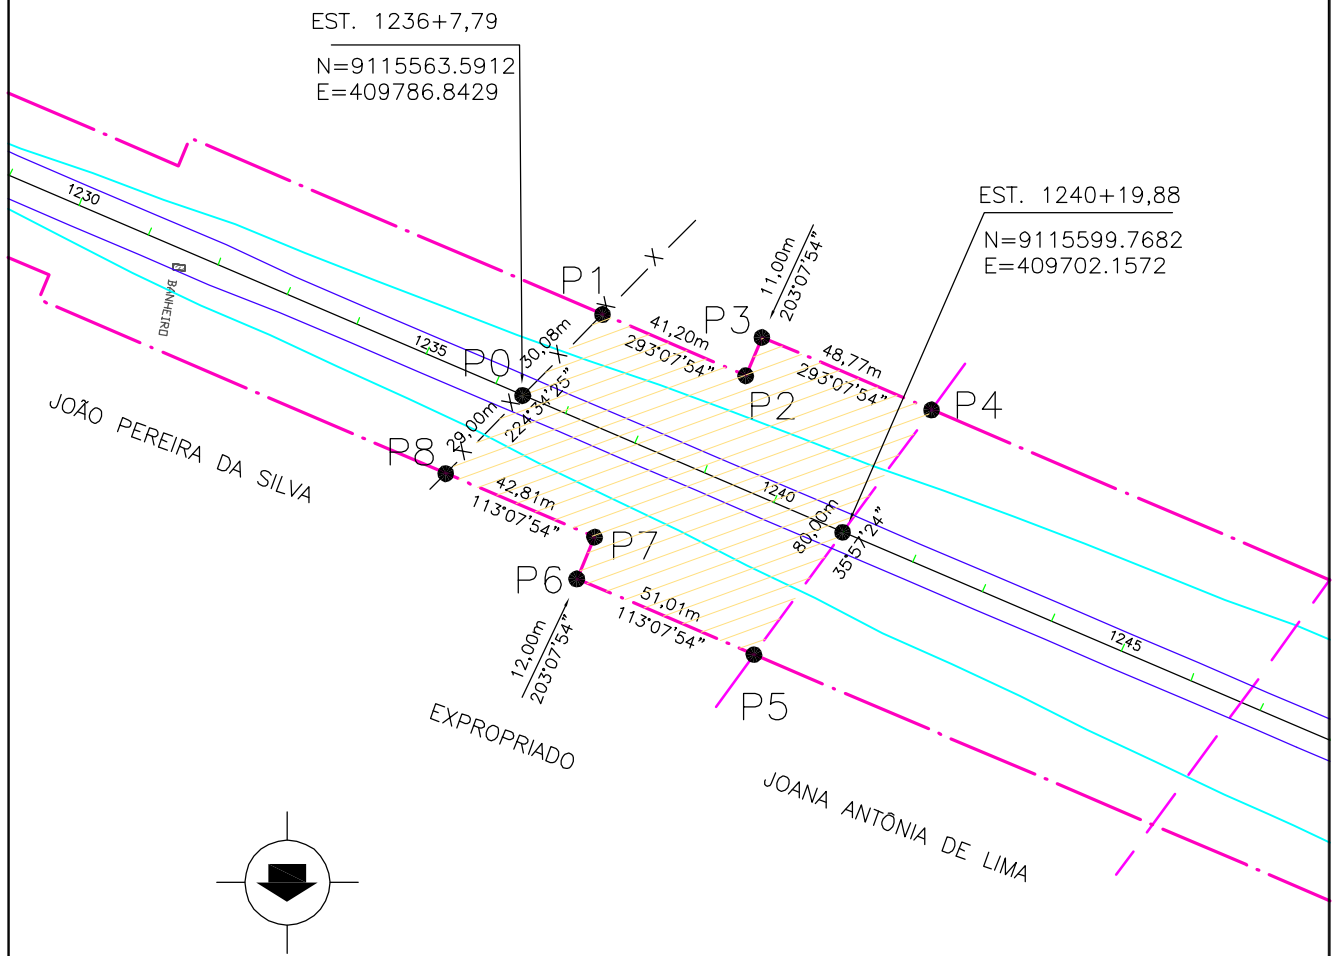 EST. 1236+7,79
N=9115563.5912
E=409786.8429
EST. 1240+19,88
N=9115599.7682
E=409702.1572
1230
BANHEIRO
1235
P1
X
X
41,20m
293°07'54"
P3
11,00m
203°07'54"
48,77m
293°07'54"
P4
P0
30,08m
X
X
X
29,00m
224°34'25"
P2
P8
42,81m
113°07'54"
P7
1240
80,00m
35°57'24"
P6
51,01m
113°07'54"
12,00m
203°07'54"
P5
1245
JOÃO PEREIRA DA SILVA
EXPROPRIADO
JOANA ANTÔNIA DE LIMA